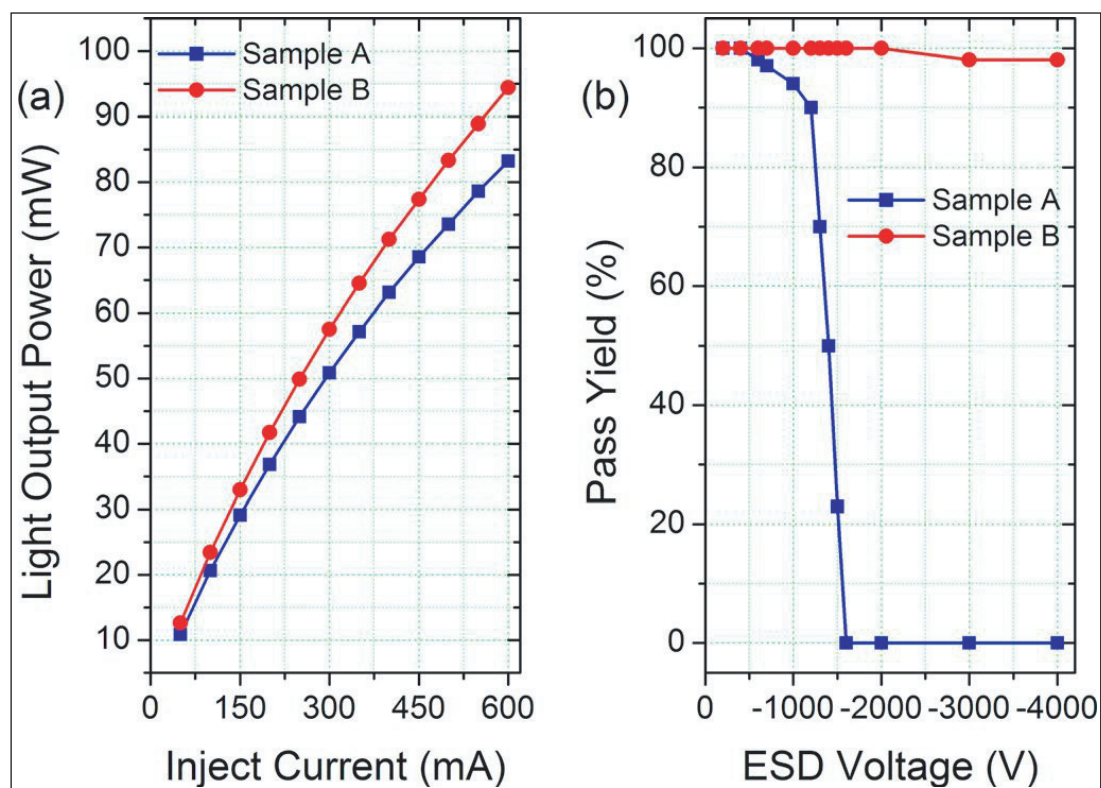 (a)
Sample A
Sample B
Light Output Power (mW)
100
90
80
70
60
50
40
30
20
10
0 150 300 450 600
Inject Current (mA)
(b)
Sample A
Sample B
Pass Yield (%)
100
80
60
40
20
0
0 -1000 -2000 -3000 -4000
ESD Voltage (V)